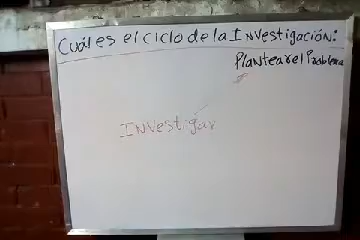 Cuál es el ciclo de la Investigación:
Plantear el Problema
Investigar